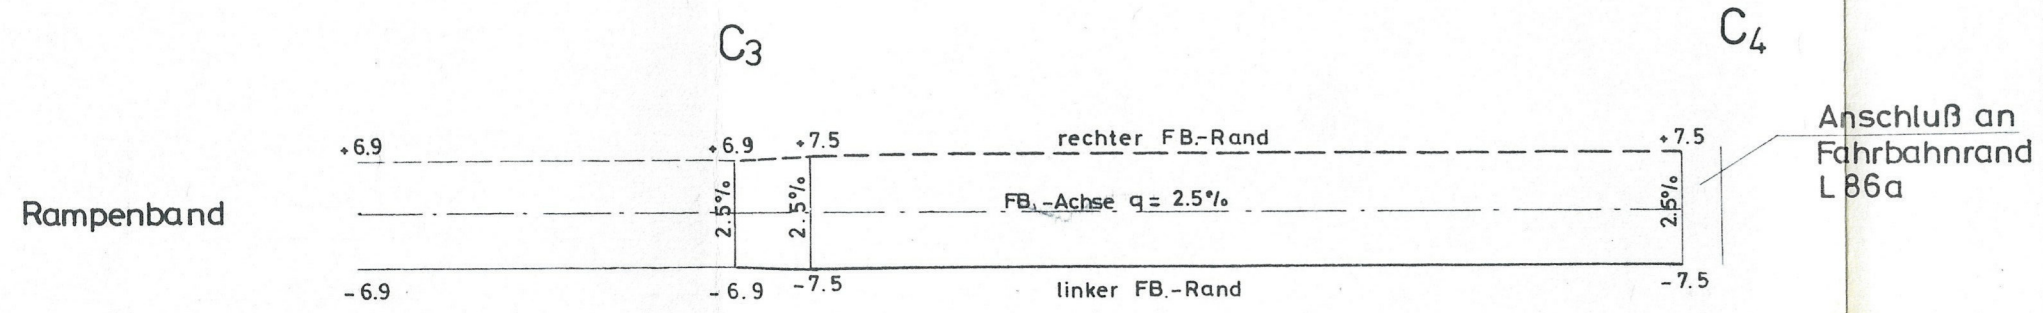 C3
C4
+6.9
+6.9
+7.5
rechter FB.-Rand
+7.5
Anschluß an
Fahrbahnrand
L 86a
Rampenband
2.5%
2.5%
FB.-Achse q = 2.5%
2.5%
-6.9
-6.9
-7.5
linker FB.-Rand
-7.5